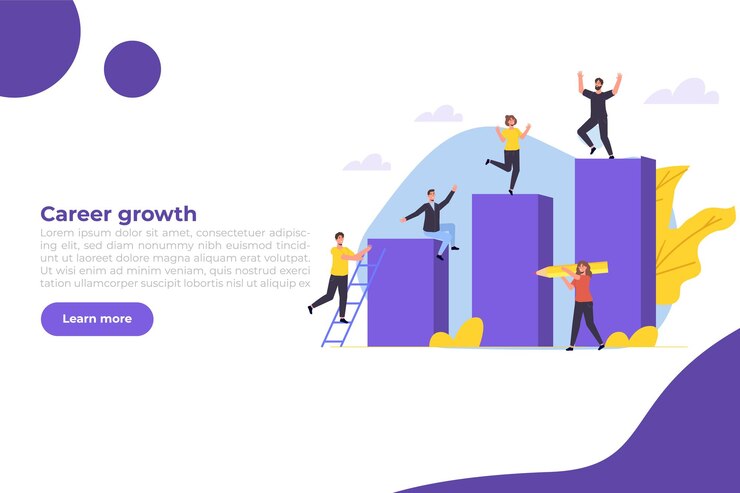 Career growth
Lorem ipsum dolor sit amet, consectetuer adipisc-
ing elit, sed diam nonummy nibh euismod tincidunt
ut laoreet dolore magna aliquam erat volutpat.
Ut wisi enim ad minim veniam, quis nostrud exerci
tation ullamcorper suscipit lobortis nisl ut aliquip ex
Learn more